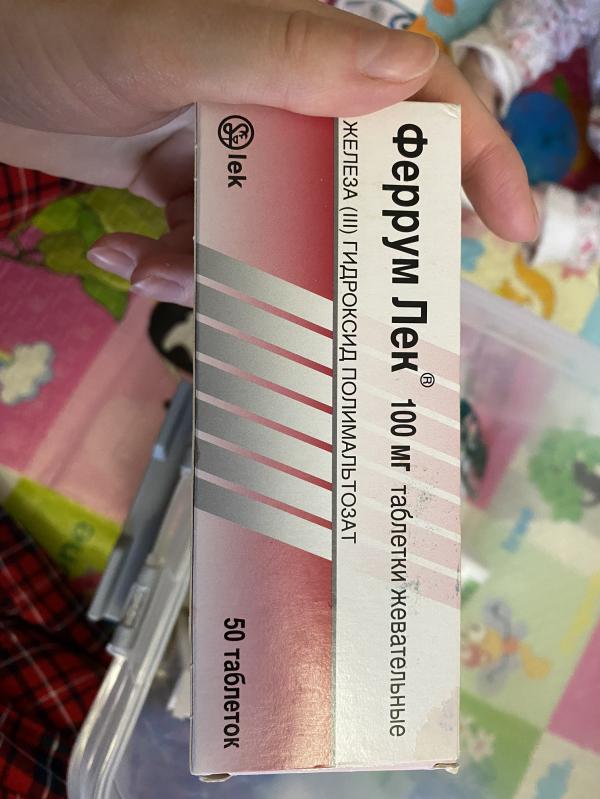 Феррум Лек® 100 мг таблетки жевательные
ЖЕЛЕЗА (III) ГИДРОКСИД ПОЛИМАЛЬТОЗАТ
lek
50 таблеток